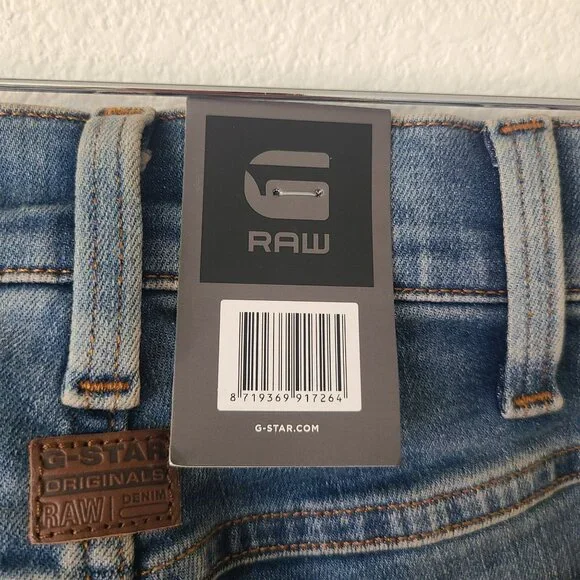 G
RAW
8 719369 917264
G-STAR.COM
G-STAR
ORIGINALS
RAW DENIM